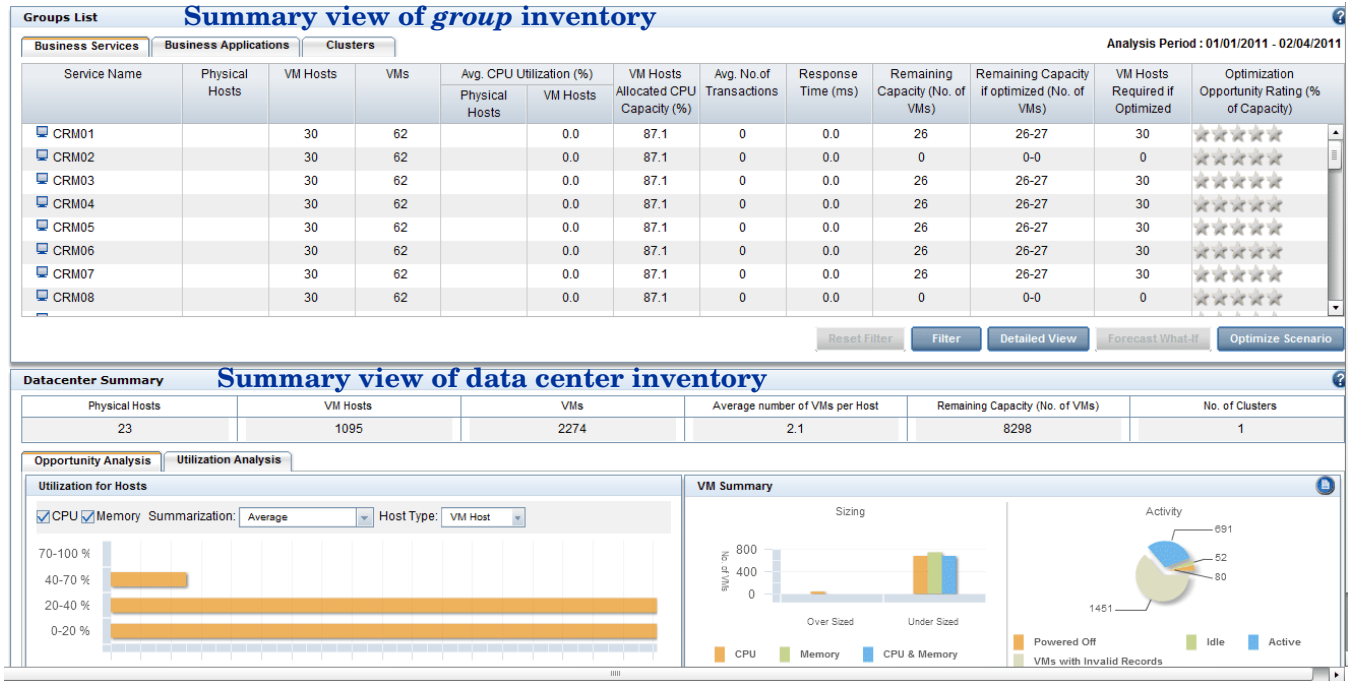 Groups List
Summary view of group inventory
Business Services Business Applications Clusters
Analysis Period : 01/01/2011 - 02/04/2011
Service Name Physical Hosts VM Hosts VMs Avg. CPU Utilization (%) Physical Hosts VM Hosts VM Hosts Allocated CPU Capacity (%) Avg. No.of Transactions Response Time (ms) Remaining Capacity (No. of VMs) Remaining Capacity if optimized (No. of VMs) VM Hosts Required if Optimized Optimization Opportunity Rating (% of Capacity)
CRM01 30 62 0.0 87.1 0 0.0 26 26-27 30
CRM02 30 62 0.0 87.1 0 0.0 0 0-0 0
CRM03 30 62 0.0 87.1 0 0.0 26 26-27 30
CRM04 30 62 0.0 87.1 0 0.0 26 26-27 30
CRM05 30 62 0.0 87.1 0 0.0 26 26-27 30
CRM06 30 62 0.0 87.1 0 0.0 26 26-27 30
CRM07 30 62 0.0 87.1 0 0.0 26 26-27 30
CRM08 30 62 0.0 87.1 0 0.0 0 0-0 0
Reset Filter Filter Detailed View Forecast What-If Optimize Scenario
Datacenter Summary
Summary view of data center inventory
Physical Hosts VM Hosts VMs Average number of VMs per Host Remaining Capacity (No. of VMs) No. of Clusters
23 1095 2274 2.1 8298 1
Opportunity Analysis Utilization Analysis
Utilization for Hosts
CPU Memory Summarization: Average Host Type: VM Host
70-100 %
40-70 %
20-40 %
0-20 %
VM Summary
Sizing
No. of VMs
800
400
0
Over Sized Under Sized
CPU Memory CPU & Memory
Activity
691
52
80
1451
Powered Off Idle Active
VMs with Invalid Records